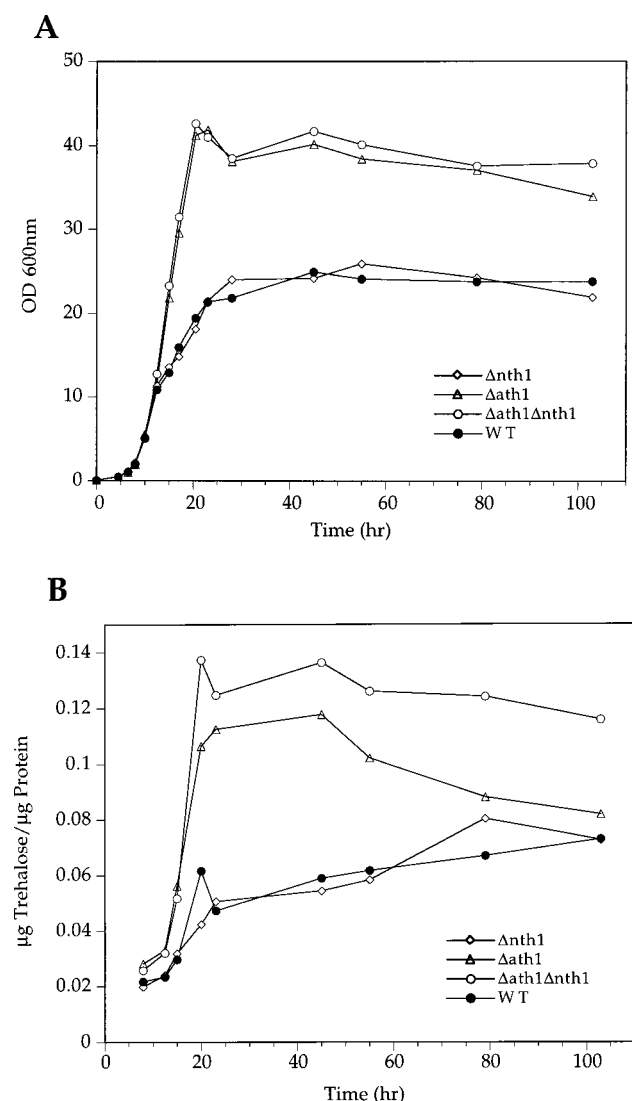 A
50
40
30
20
10
0
OD 600nm
Δnth1
Δath1
Δath1Δnth1
WT
0 20 40 60 80 100
Time (hr)
B
0.14
0.12
0.1
0.08
0.06
0.04
0.02
0
µg Trehalose/µg Protein
Δnth1
Δath1
Δath1Δnth1
WT
0 20 40 60 80 100
Time (hr)